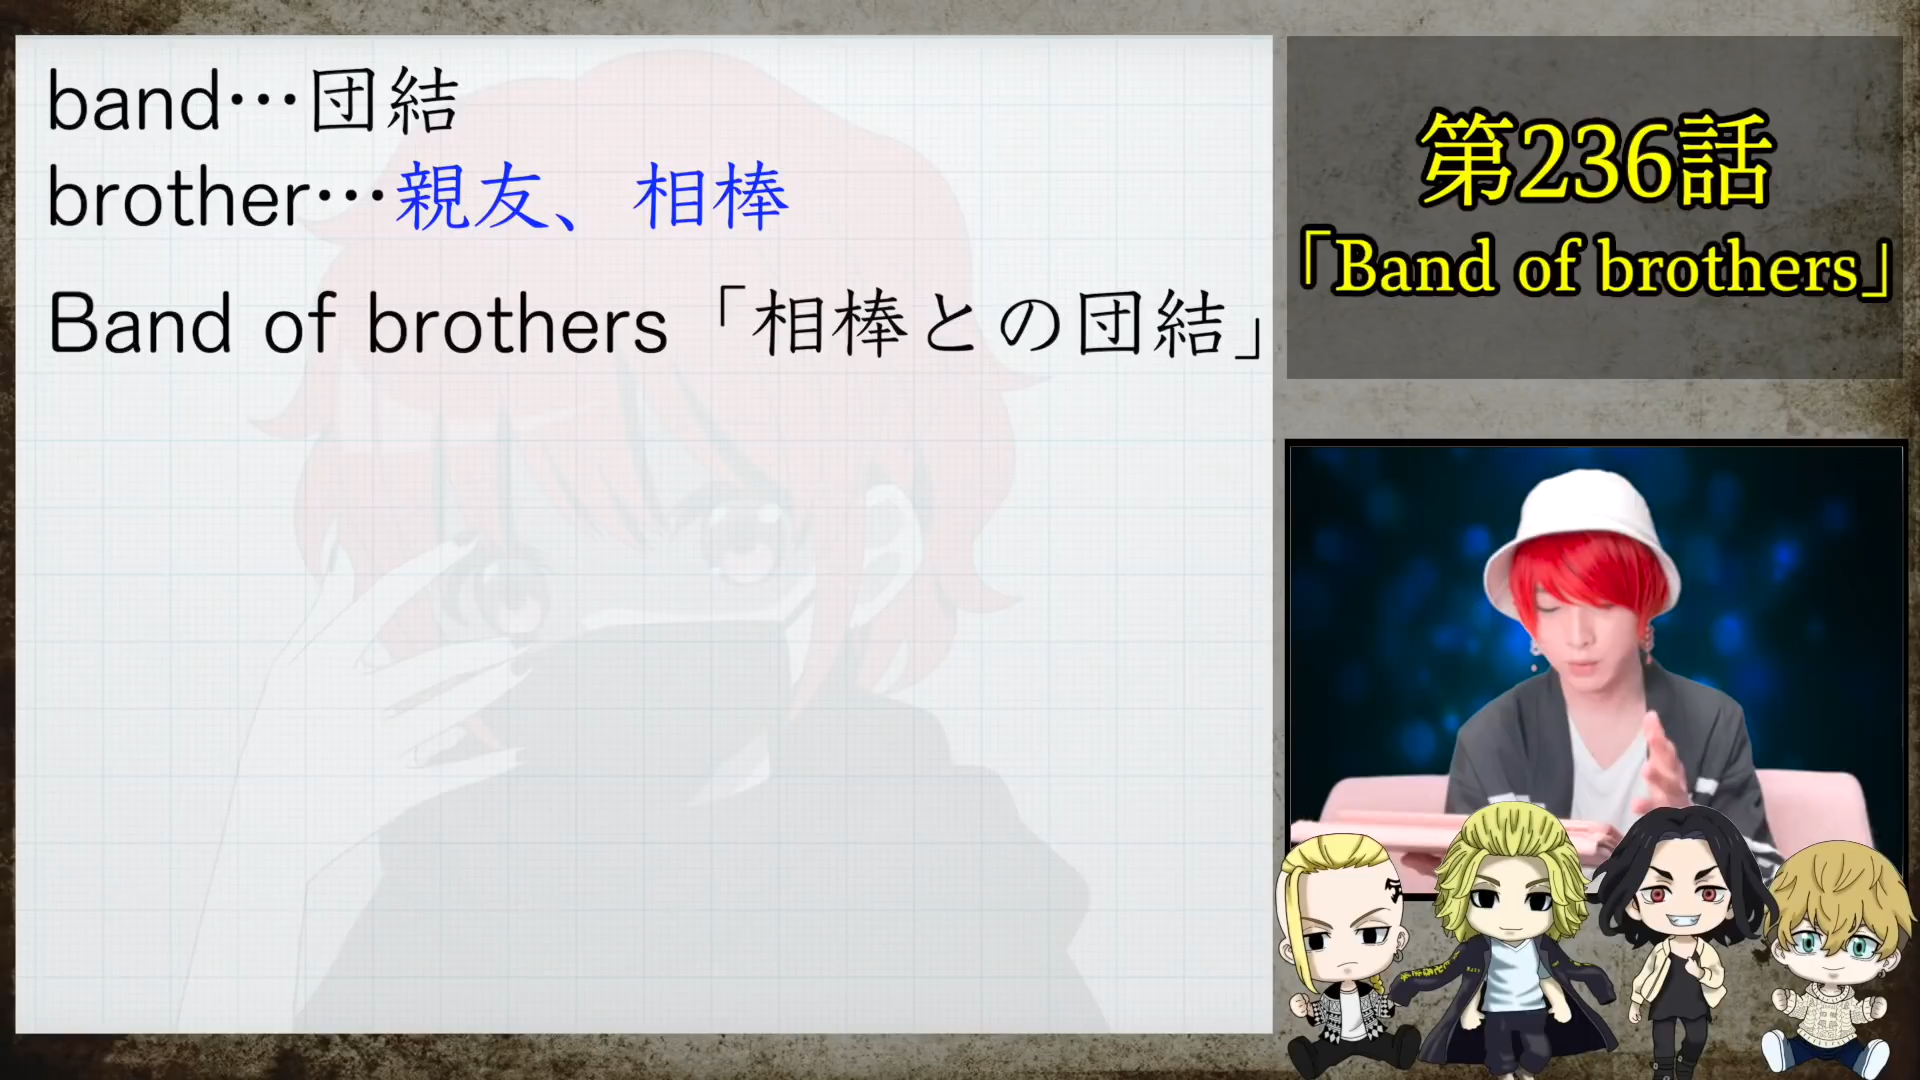 band…団結
brother…親友、相棒
Band of brothers「相棒との団結」
第236話
「Band of brothers」